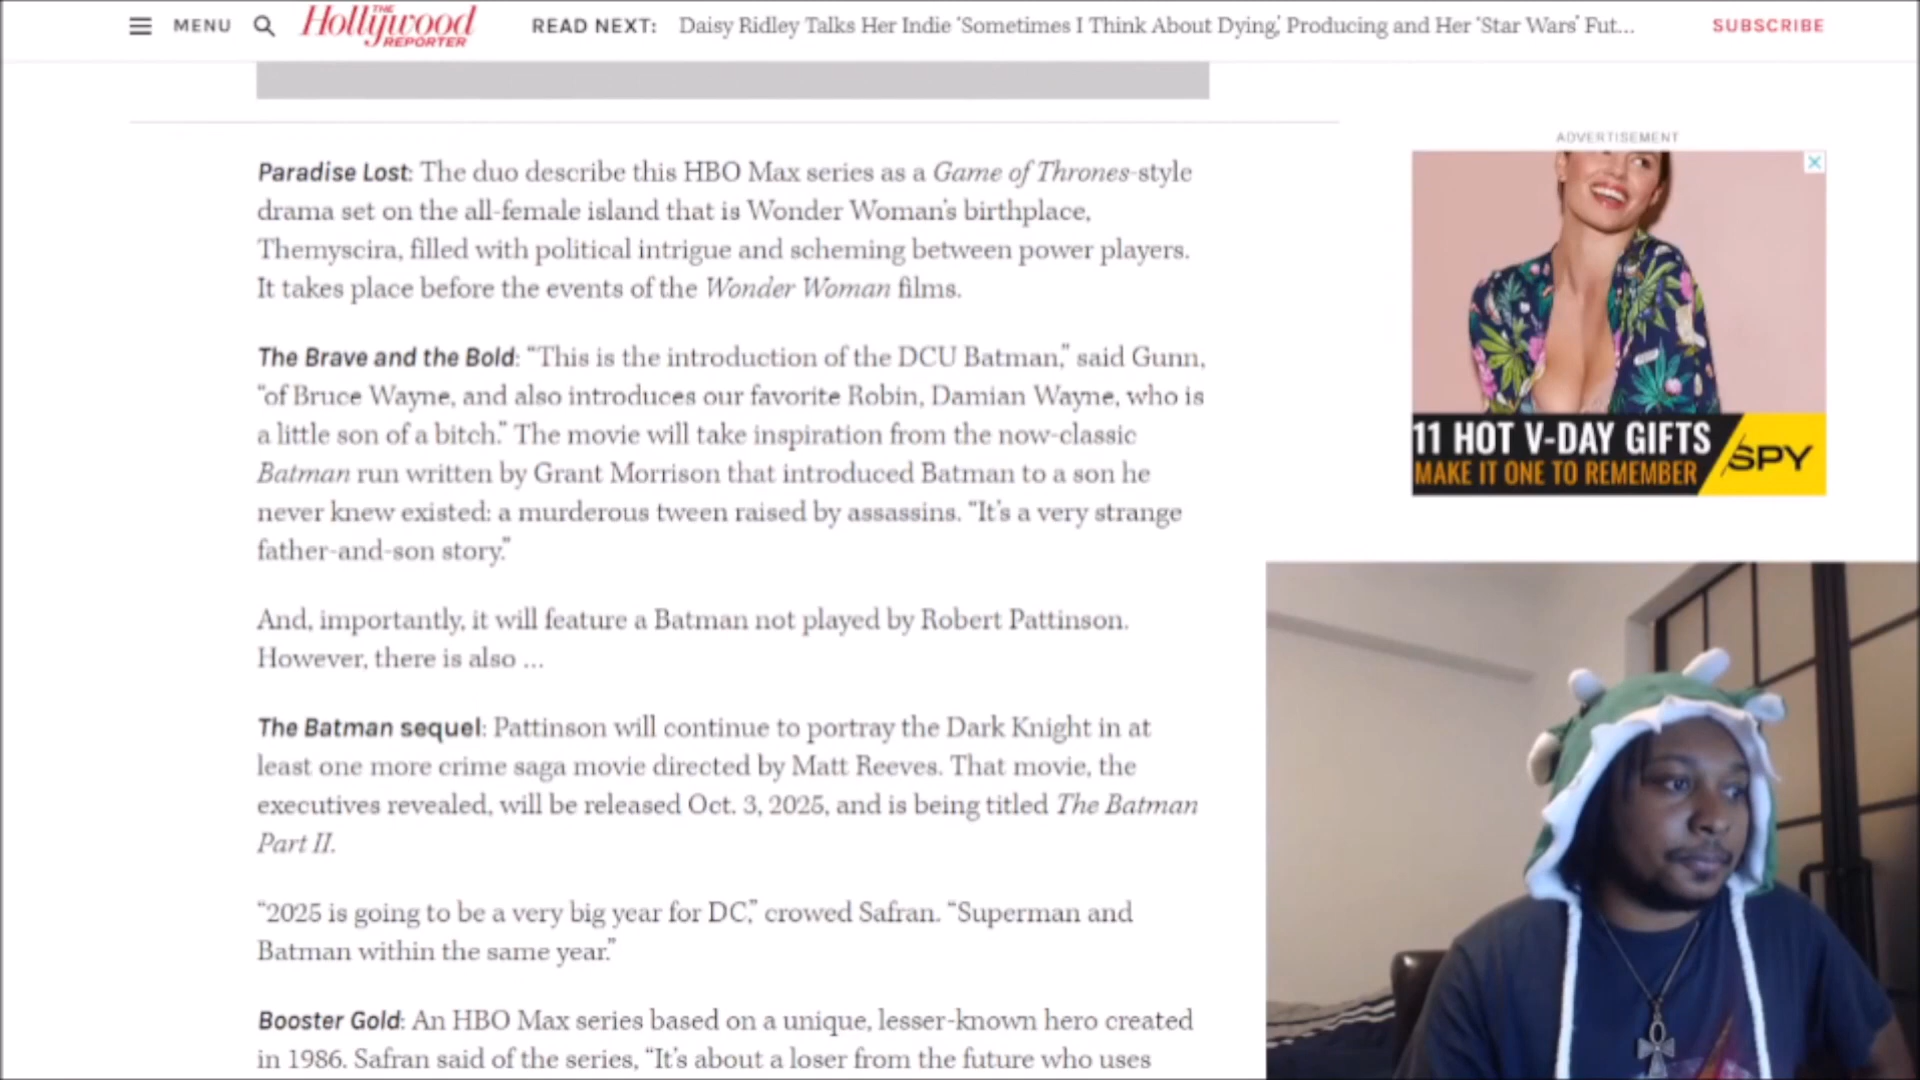 MENU
THE
Hollywood
REPORTER
READ NEXT: Daisy Ridley Talks Her Indie ‘Sometimes I Think About Dying,’ Producing and Her ‘Star Wars’ Fut...
SUBSCRIBE
Paradise Lost: The duo describe this HBO Max series as a Game of Thrones-style
drama set on the all-female island that is Wonder Woman’s birthplace,
Themyscira, filled with political intrigue and scheming between power players.
It takes place before the events of the Wonder Woman films.
The Brave and the Bold: “This is the introduction of the DCU Batman,” said Gunn,
“of Bruce Wayne, and also introduces our favorite Robin, Damian Wayne, who is
a little son of a bitch.” The movie will take inspiration from the now-classic
Batman run written by Grant Morrison that introduced Batman to a son he
never knew existed: a murderous tween raised by assassins. “It’s a very strange
father-and-son story.”
And, importantly, it will feature a Batman not played by Robert Pattinson.
However, there is also ...
The Batman sequel: Pattinson will continue to portray the Dark Knight in at
least one more crime saga movie directed by Matt Reeves. That movie, the
executives revealed, will be released Oct. 3, 2025, and is being titled The Batman
Part II.
“2025 is going to be a very big year for DC,” crowed Safran. “Superman and
Batman within the same year.”
Booster Gold: An HBO Max series based on a unique, lesser-known hero created
in 1986. Safran said of the series, “It’s about a loser from the future who uses
ADVERTISEMENT
11 HOT V-DAY GIFTS
MAKE IT ONE TO REMEMBER
SPY